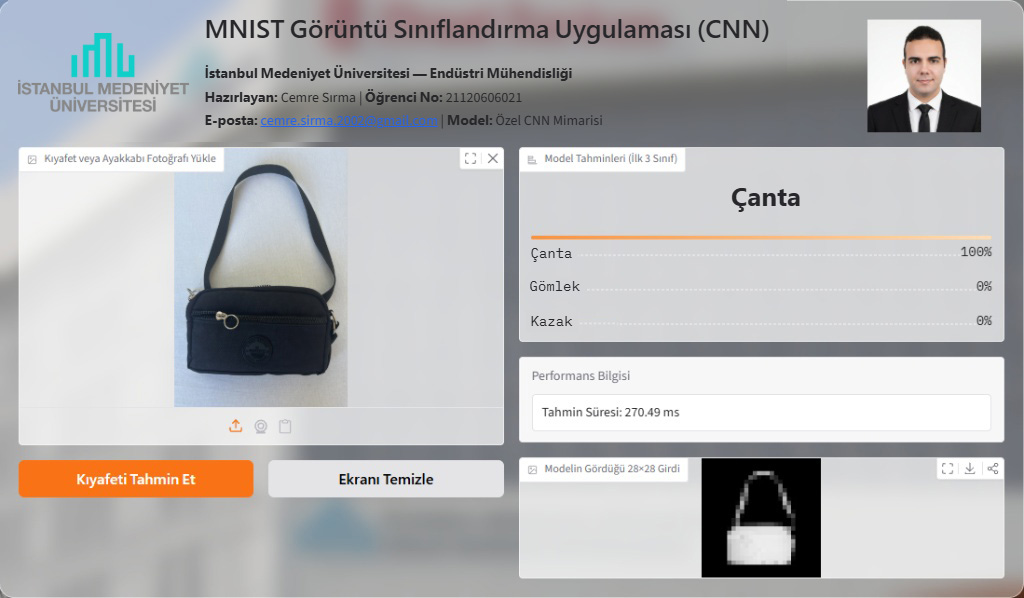 MNIST Görüntü Sınıflandırma Uygulaması (CNN)
İSTANBUL MEDENİYET
ÜNİVERSİTESİ
İstanbul Medeniyet Üniversitesi — Endüstri Mühendisliği
Hazırlayan: Cemre Sırma | Öğrenci No: 21120606021
E-posta: cemre.sirma.2002@gmail.com | Model: Özel CNN Mimarisi
Kıyafet veya Ayakkabı Fotoğrafı Yükle
Kıyafeti Tahmin Et
Ekranı Temizle
Model Tahminleri (İlk 3 Sınıf)
Çanta
Çanta 100%
Gömlek 0%
Kazak 0%
Performans Bilgisi
Tahmin Süresi: 270.49 ms
Modelin Gördüğü 28×28 Girdi